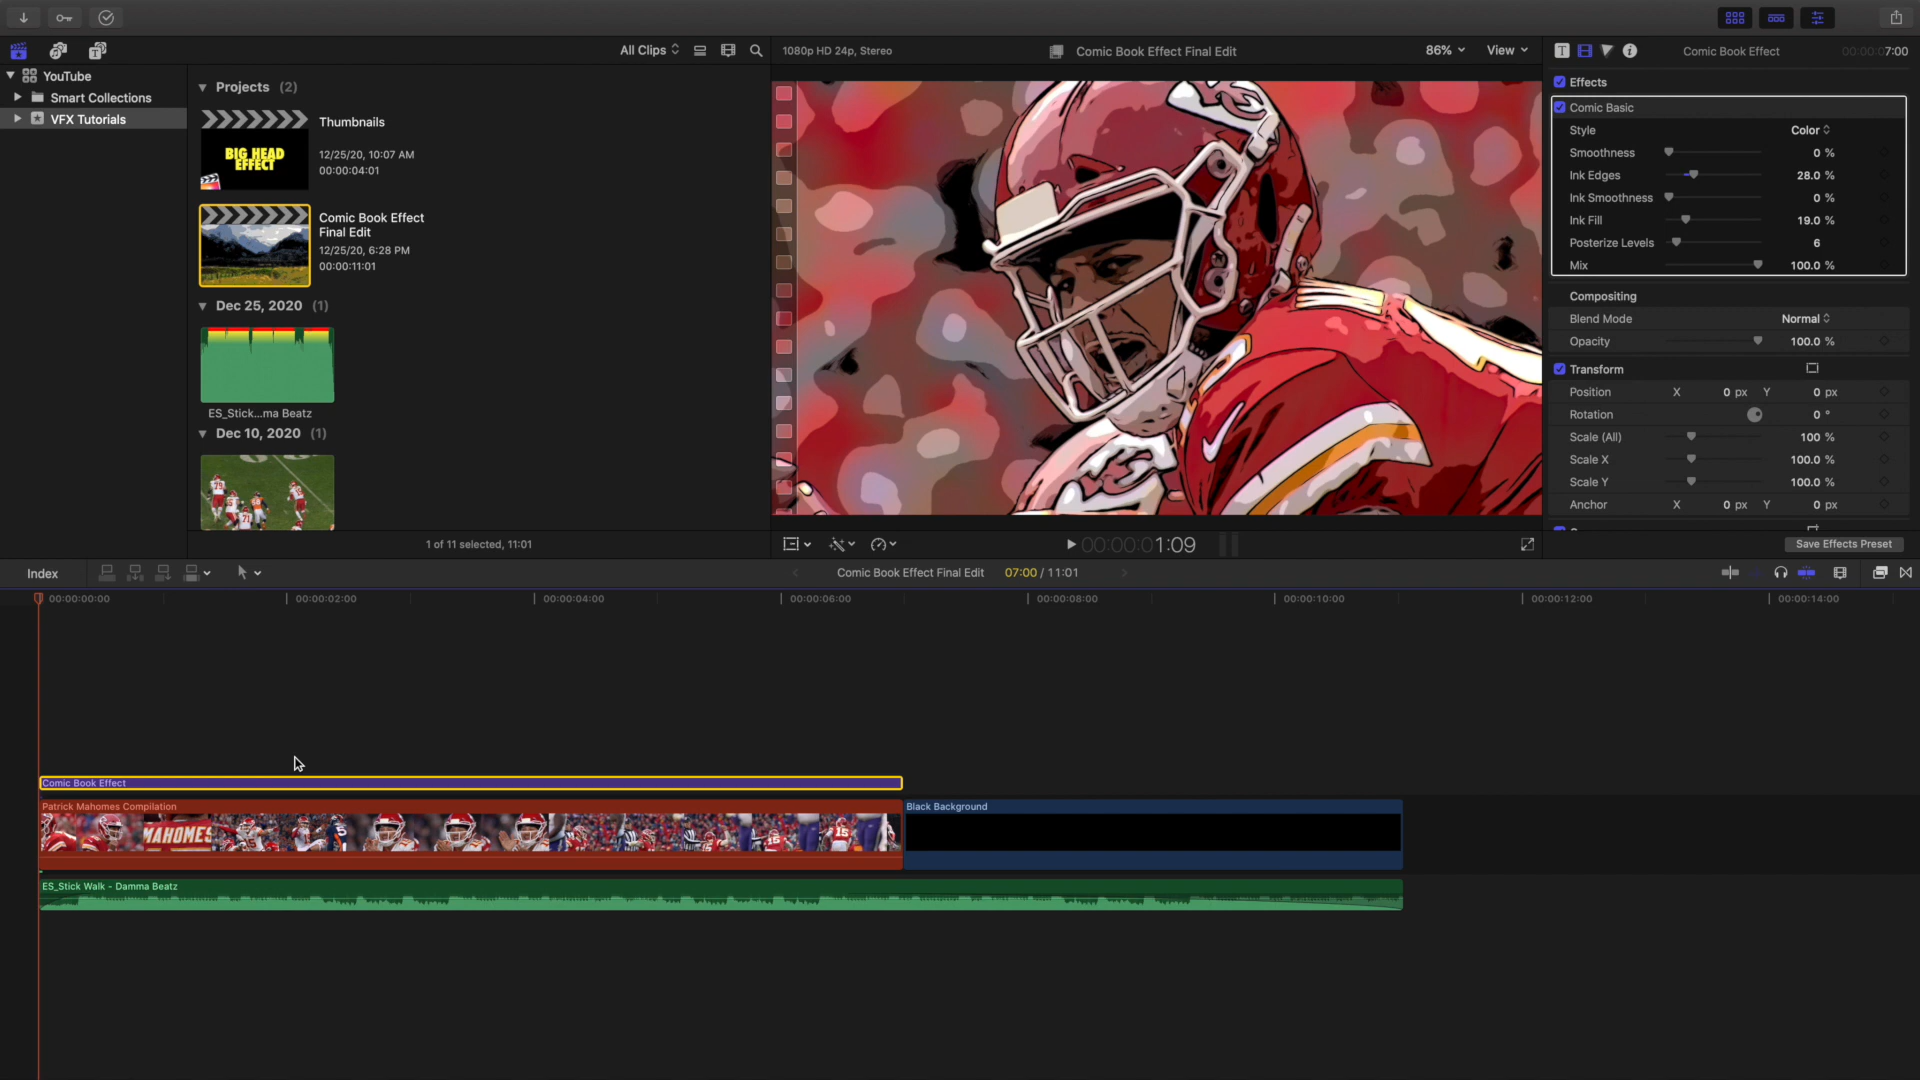 All Clips
1080p HD 24p, Stereo
Comic Book Effect Final Edit
86%
View
Comic Book Effect
00:00:07:00
YouTube
Smart Collections
VFX Tutorials
Projects (2)
BIG HEAD
EFFECT
Thumbnails
12/25/20, 10:07 AM
00:00:04:01
Comic Book Effect
Final Edit
12/25/20, 6:28 PM
00:00:11:01
Dec 25, 2020 (1)
ES_Stick...ma Beatz
Dec 10, 2020 (1)
1 of 11 selected, 11:01
00:00:00:01:09
Effects
Comic Basic
Style Color
Smoothness 0 %
Ink Edges 28.0 %
Ink Smoothness 0 %
Ink Fill 19.0 %
Posterize Levels 6
Mix 100.0 %
Compositing
Blend Mode Normal
Opacity 100.0 %
Transform
Position X 0 px Y 0 px
Rotation 0 °
Scale (All) 100 %
Scale X 100.0 %
Scale Y 100.0 %
Anchor X 0 px Y 0 px
Save Effects Preset
Index
Comic Book Effect Final Edit 07:00 / 11:01
00:00:00:00 00:00:02:00 00:00:04:00 00:00:06:00 00:00:08:00 00:00:10:00 00:00:12:00 00:00:14:00
Comic Book Effect
Patrick Mahomes Compilation
MAHOMES
15
15
Black Background
ES_Stick Walk - Damma Beatz